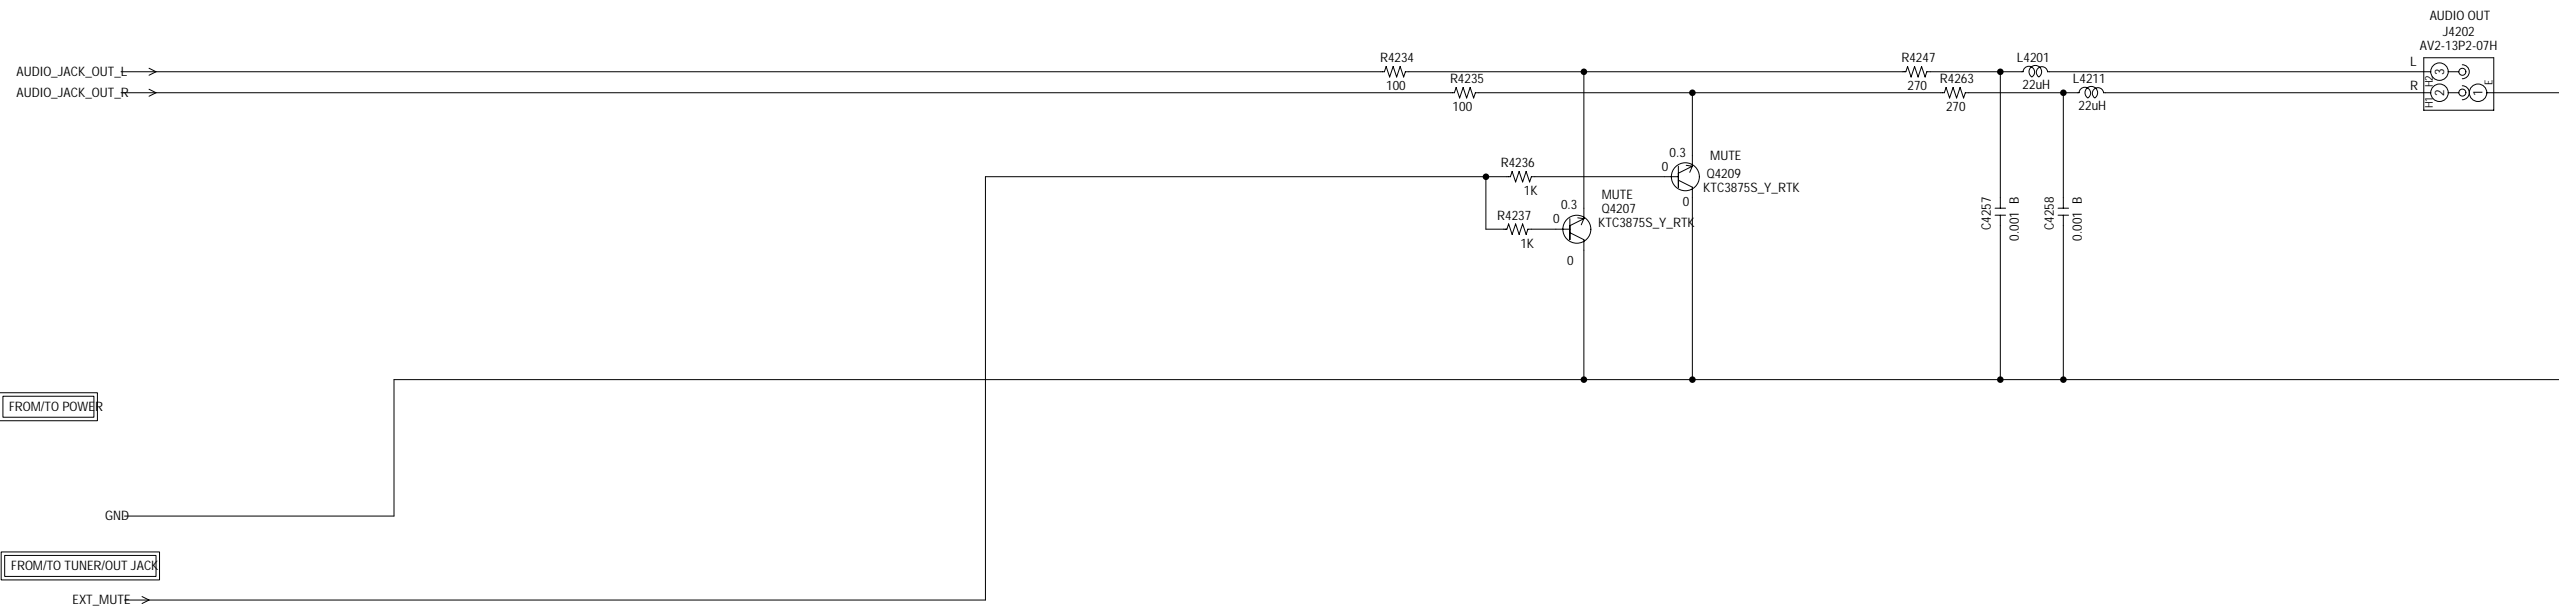 AUDIO OUT
J4202
AV2-13P2-07H
AUDIO_JACK_OUT_L
AUDIO_JACK_OUT_R
R4234
100
R4235
100
R4247
270
R4263
270
L4201
22uH
L4211
22uH
L
R
3
2
1
H2
H1
E
R4236
1K
R4237
1K
0.3
0
0
MUTE
Q4209
KTC3875S_Y_RTK
0.3
0
0
MUTE
Q4207
KTC3875S_Y_RTK
C4257
0.001 B
C4258
0.001 B
FROM/TO POWER
GND
FROM/TO TUNER/OUT JACK
EXT_MUTE